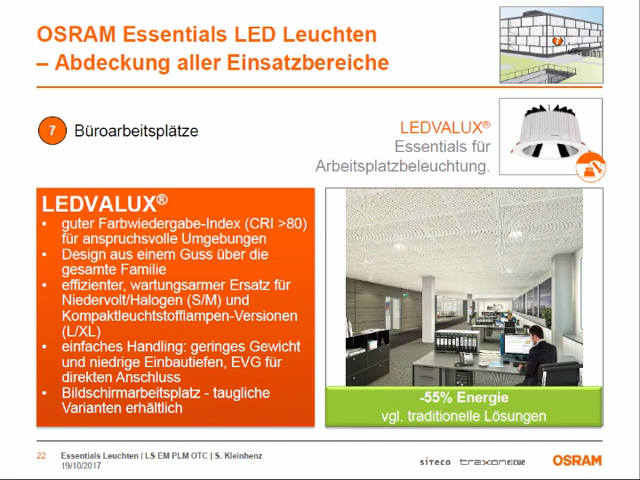 OSRAM Essentials LED Leuchten
– Abdeckung aller Einsatzbereiche
7 Büroarbeitsplätze
LEDVALUX®
Essentials für
Arbeitsplatzbeleuchtung.
LEDVALUX®
• guter Farbwiedergabe-Index (CRI >80)
für anspruchsvolle Umgebungen
• Design aus einem Guss über die
gesamte Familie
• effizienter, wartungsarmer Ersatz für
Niedervolt/Halogen (S/M) und
Kompaktleuchtstofflampen-Versionen
(L/XL)
• einfaches Handling: geringes Gewicht
und niedrige Einbautiefen, EVG für
direkten Anschluss
• Bildschirmarbeitsplatz - taugliche
Varianten erhältlich
-55% Energie
vgl. traditionelle Lösungen
22 Essentials Leuchten | LS EM PLM OTC | S. Kleinhenz
19/10/2017
siteco traxon e:cue OSRAM